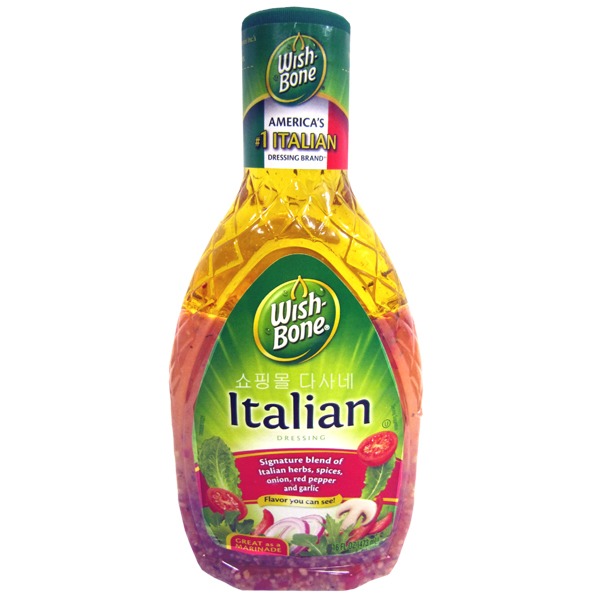 Wish-
Bone
AMERICA'S
#1 ITALIAN
DRESSING BRAND
Wish-
Bone®
쇼핑몰 다사네
Italian
DRESSING
Signature blend of
Italian herbs, spices,
onion, red pepper
and garlic
Flavor you can see!
GREAT as a
MARINADE